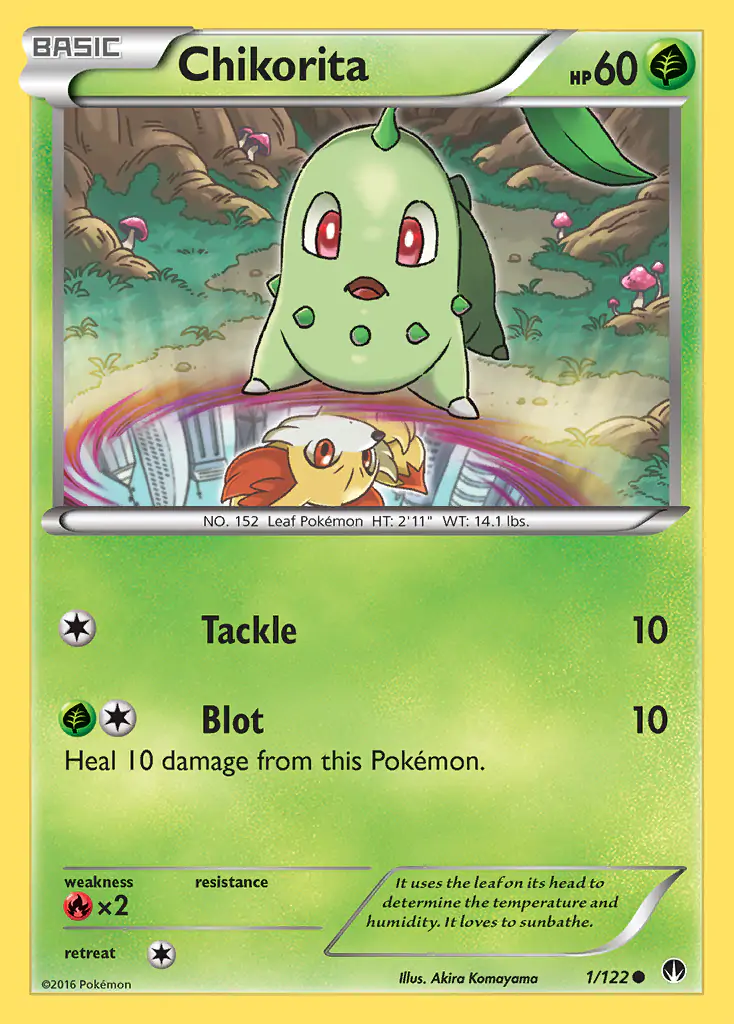 BASIC
Chikorita
HP60
NO. 152 Leaf Pokémon HT: 2'11" WT: 14.1 lbs.
Tackle 10
Blot 10
Heal 10 damage from this Pokémon.
weakness resistance
×2
It uses the leaf on its head to
determine the temperature and
humidity. It loves to sunbathe.
retreat
©2016 Pokémon
Illus. Akira Komayama
1/122